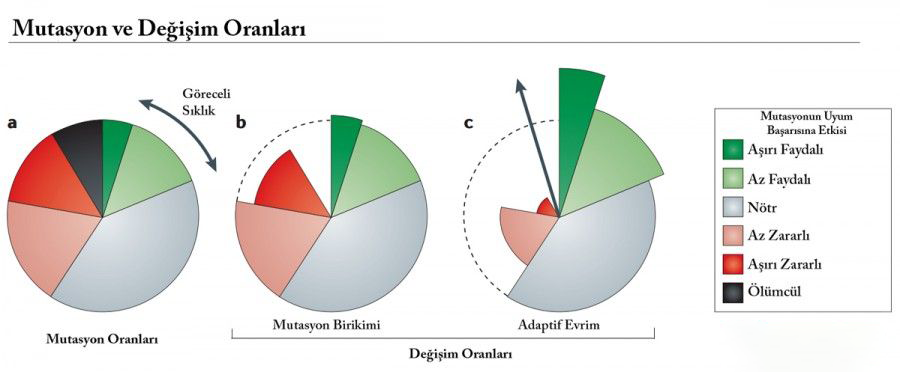 Mutasyon ve Değişim Oranları
Göreceli
Sıklık
a
b
c
Mutasyonun Uyum
Başarısına Etkisi
Aşırı Faydalı
Az Faydalı
Nötr
Az Zararlı
Aşırı Zararlı
Ölümcül
Mutasyon Oranları
Mutasyon Birikimi
Adaptif Evrim
Değişim Oranları